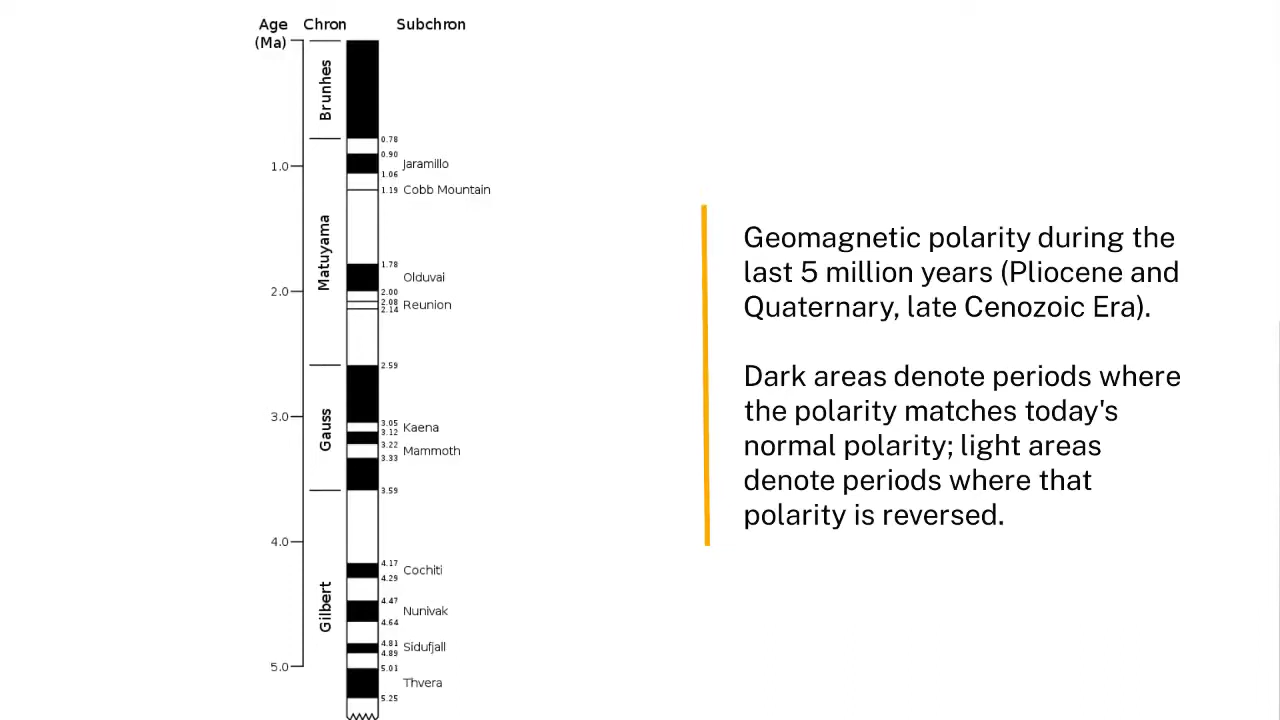 Age Chron Subchron
(Ma)
Brunhes
0.78
0.90
1.0 Jaramillo
1.06
1.19 Cobb Mountain
Matuyama
1.78
Olduvai
2.0 2.00
2.08
Reunion
2.14
2.59
Gauss
3.0 3.05
Kaena
3.12
3.22
Mammoth
3.33
3.59
4.0
Gilbert
4.17
Cochiti
4.29
4.47
Nunivak
4.64
4.81
Sidufjall
4.89
5.0 5.01
Thvera
5.25
Geomagnetic polarity during the
last 5 million years (Pliocene and
Quaternary, late Cenozoic Era).
Dark areas denote periods where
the polarity matches today's
normal polarity; light areas
denote periods where that
polarity is reversed.